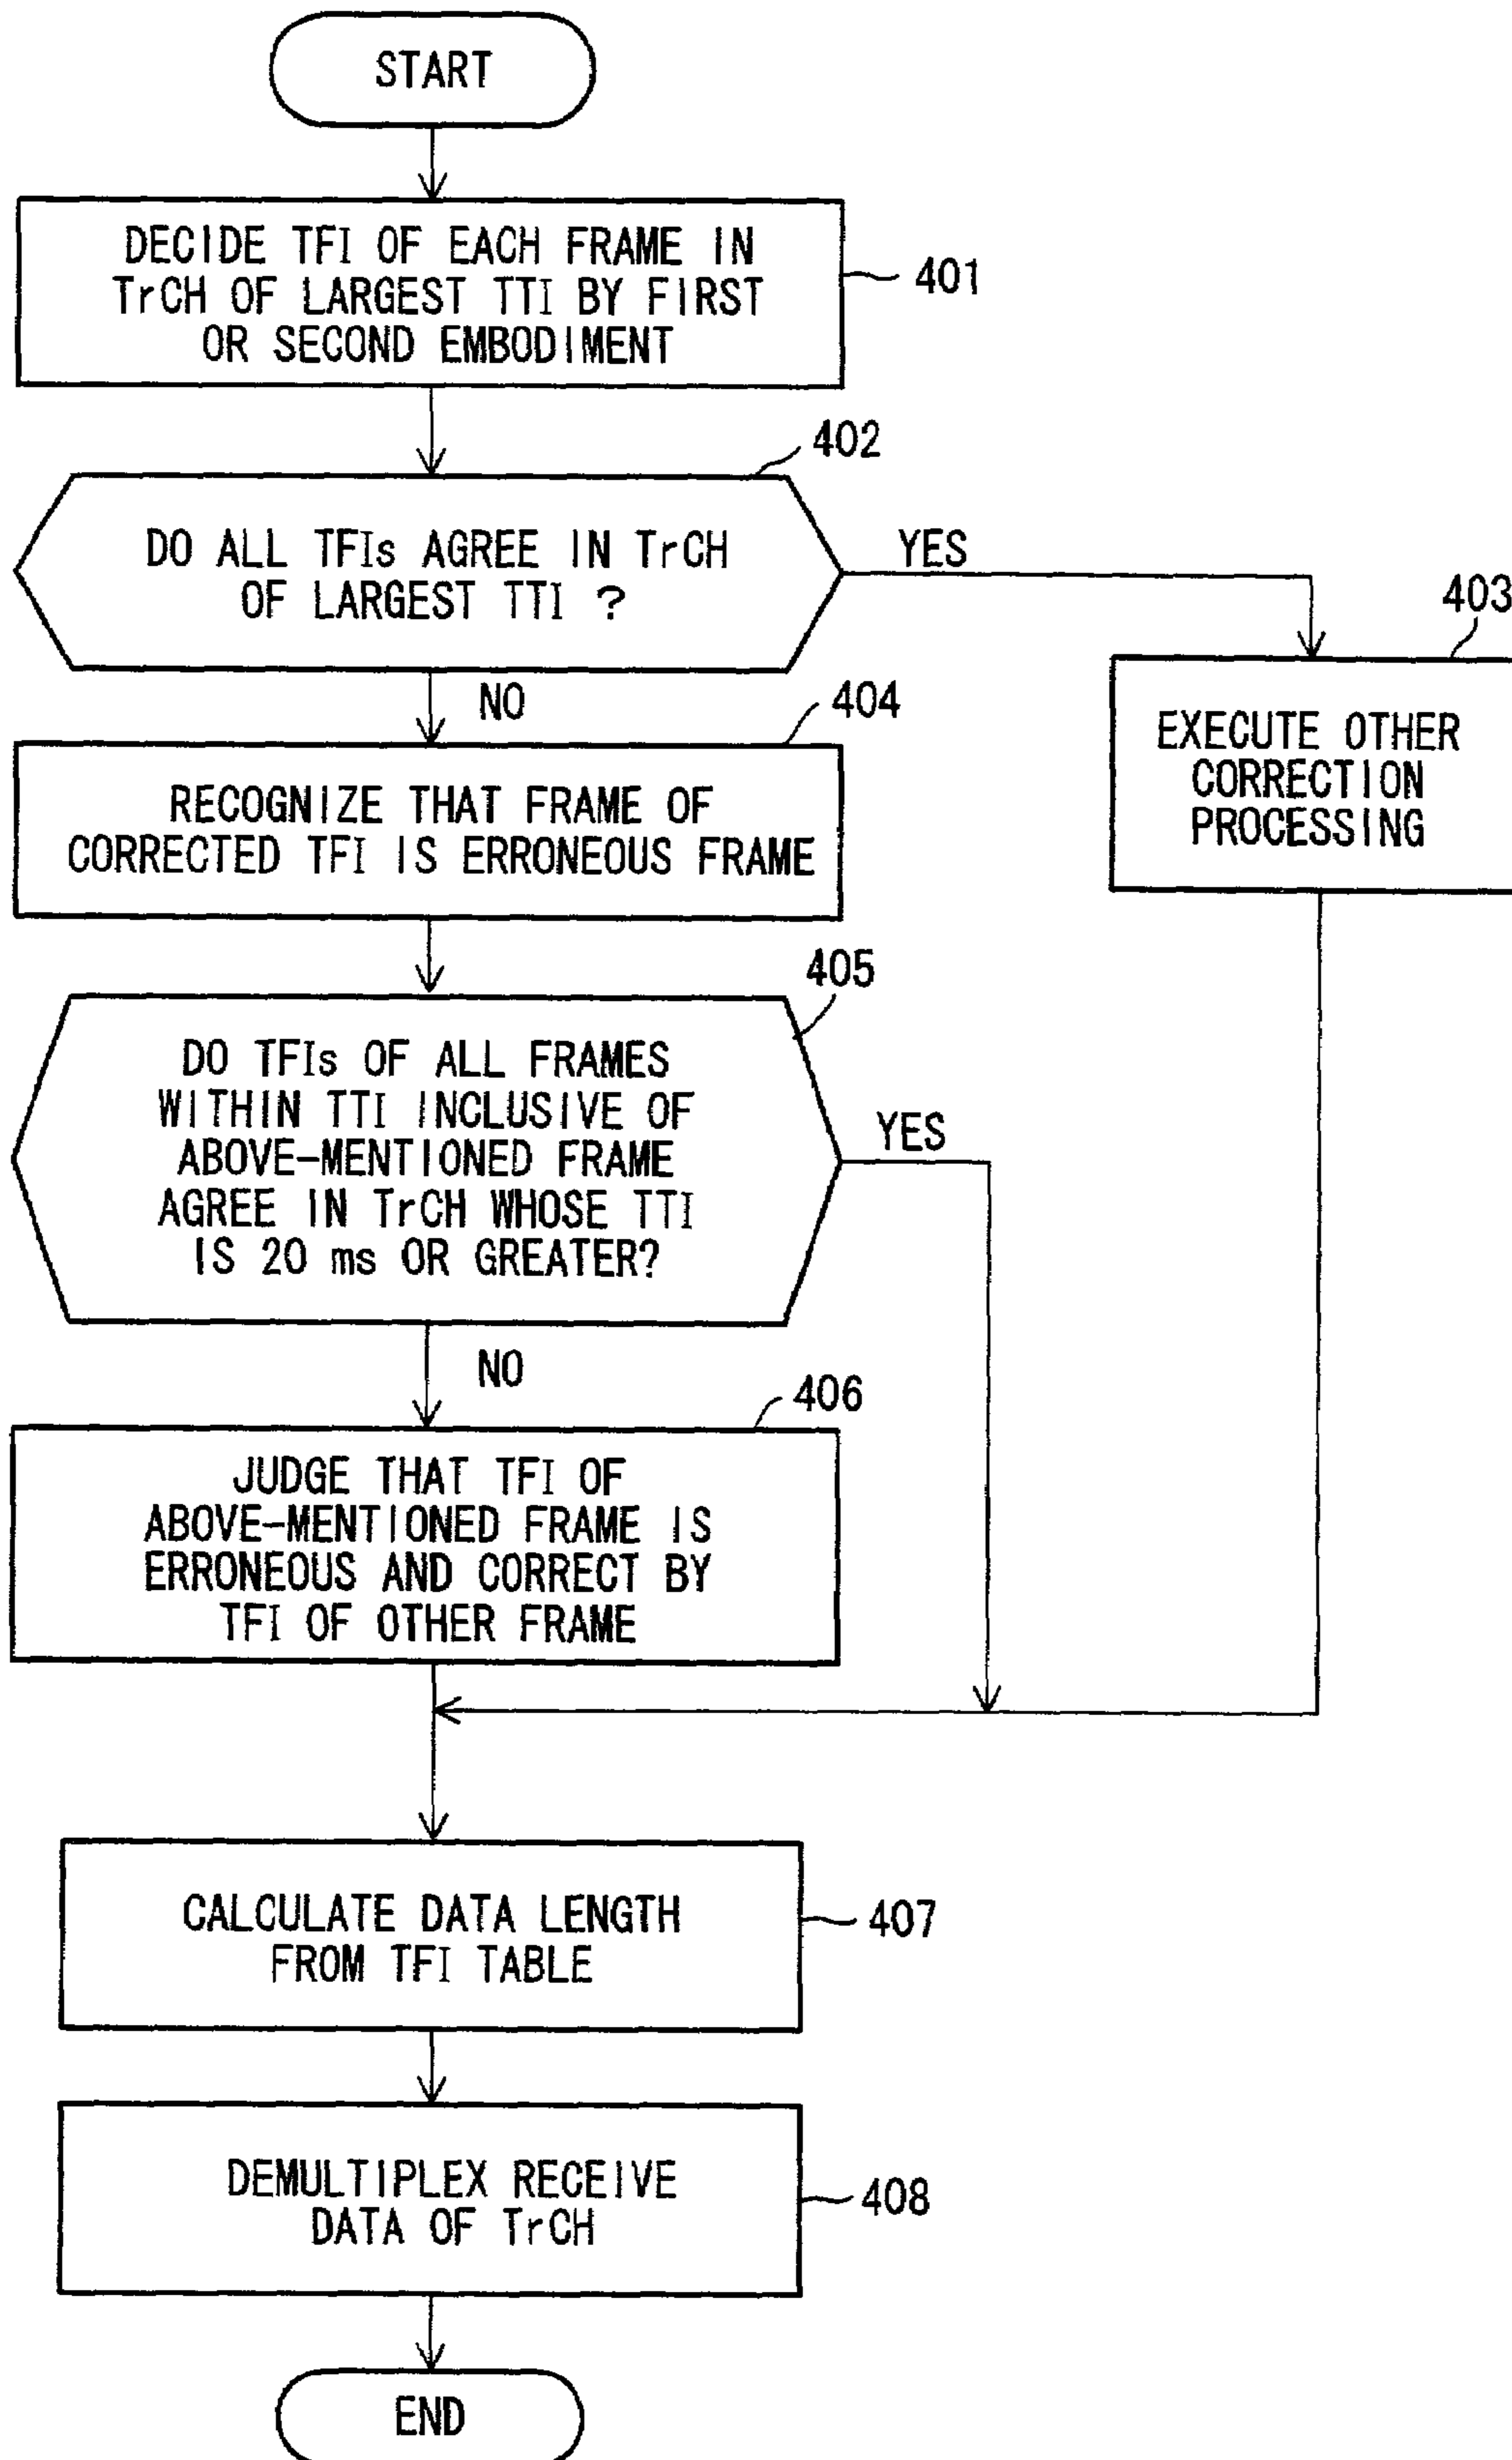 START
DECIDE TFI OF EACH FRAME IN
TrCH OF LARGEST TTI BY FIRST
OR SECOND EMBODIMENT
401
402
DO ALL TFIs AGREE IN TrCH
OF LARGEST TTI ?
YES
403
EXECUTE OTHER
CORRECTION
PROCESSING
NO
404
RECOGNIZE THAT FRAME OF
CORRECTED TFI IS ERRONEOUS FRAME
405
DO TFIs OF ALL FRAMES
WITHIN TTI INCLUSIVE OF
ABOVE-MENTIONED FRAME
AGREE IN TrCH WHOSE TTI
IS 20 ms OR GREATER?
YES
NO
406
JUDGE THAT TFI OF
ABOVE-MENTIONED FRAME IS
ERRONEOUS AND CORRECT BY
TFI OF OTHER FRAME
CALCULATE DATA LENGTH
FROM TFI TABLE
407
DEMULTIPLEX RECEIVE
DATA OF TrCH
408
END